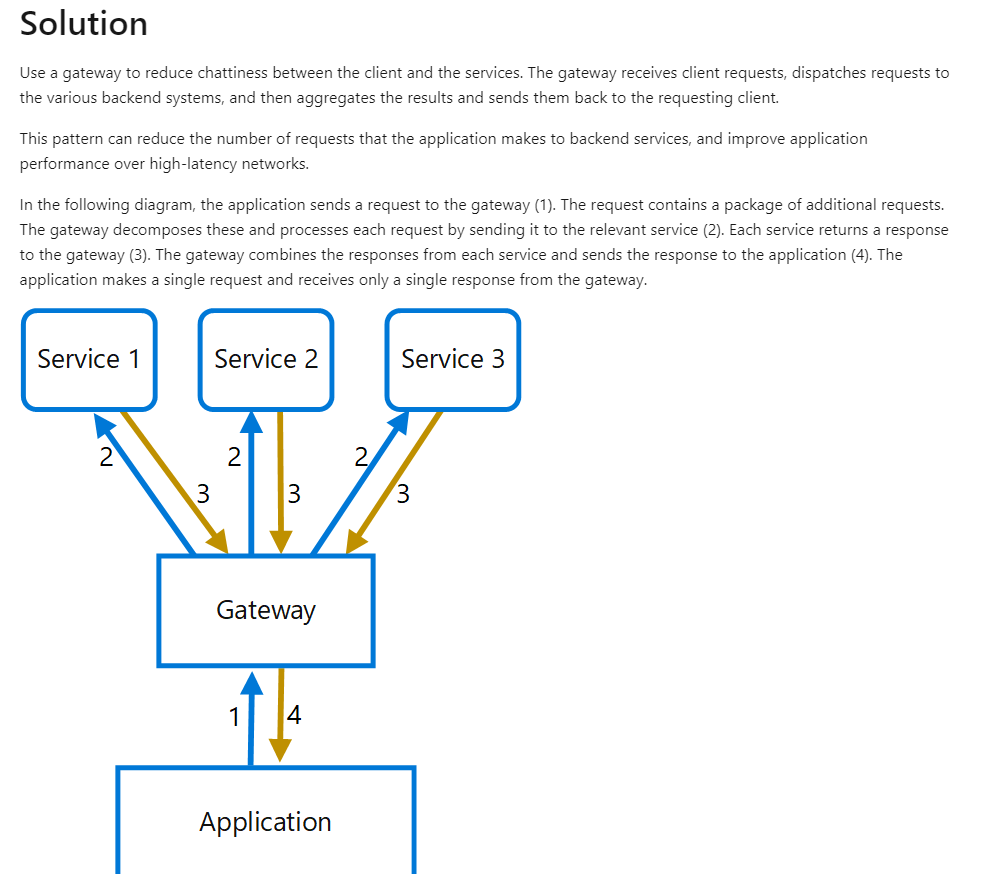 Solution
Use a gateway to reduce chattiness between the client and the services. The gateway receives client requests, dispatches requests to
the various backend systems, and then aggregates the results and sends them back to the requesting client.
This pattern can reduce the number of requests that the application makes to backend services, and improve application
performance over high-latency networks.
In the following diagram, the application sends a request to the gateway (1). The request contains a package of additional requests.
The gateway decomposes these and processes each request by sending it to the relevant service (2). Each service returns a response
to the gateway (3). The gateway combines the responses from each service and sends the response to the application (4). The
application makes a single request and receives only a single response from the gateway.
Service 1 Service 2 Service 3
2 2 2
3 3 3
Gateway
1 4
Application